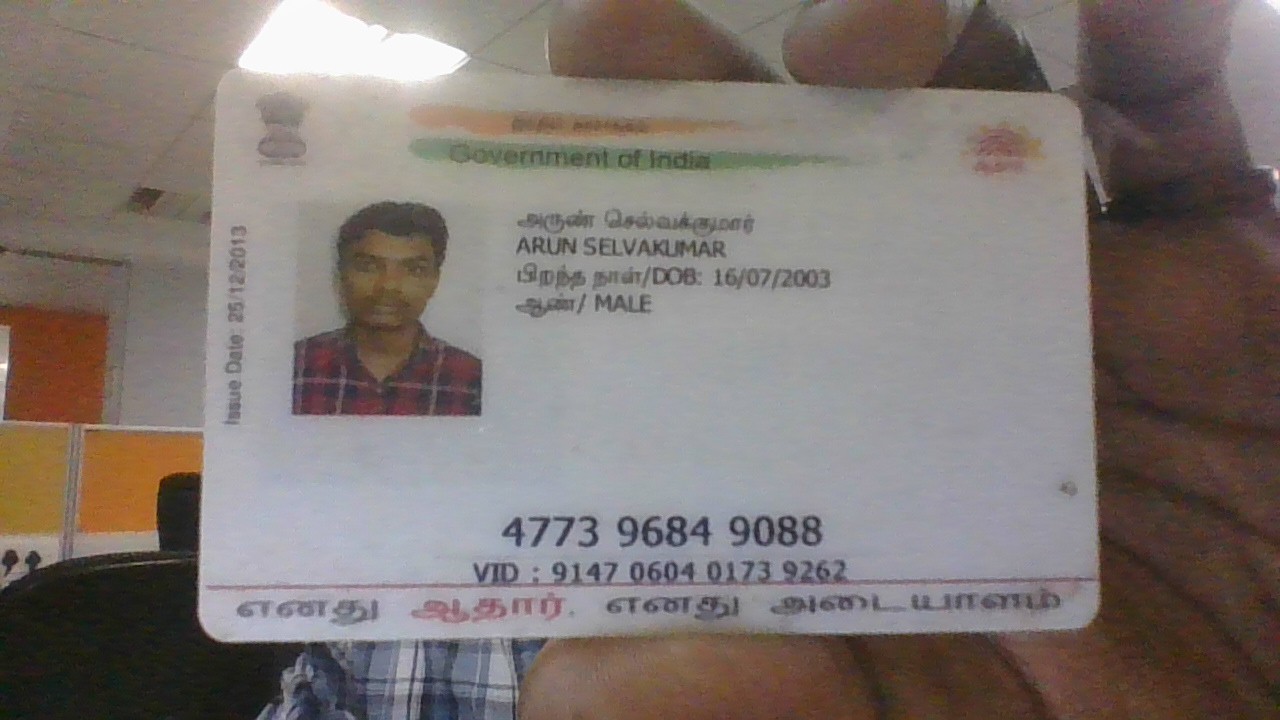 Government of India
அருண் செல்வக்குமார்
ARUN SELVAKUMAR
பிறந்த நாள்/DOB: 16/07/2003
ஆண்/ MALE
Issue Date: 25/12/2013
4773 9684 9088
VID : 9147 0604 0173 9262
எனது ஆதார், எனது அடையாளம்